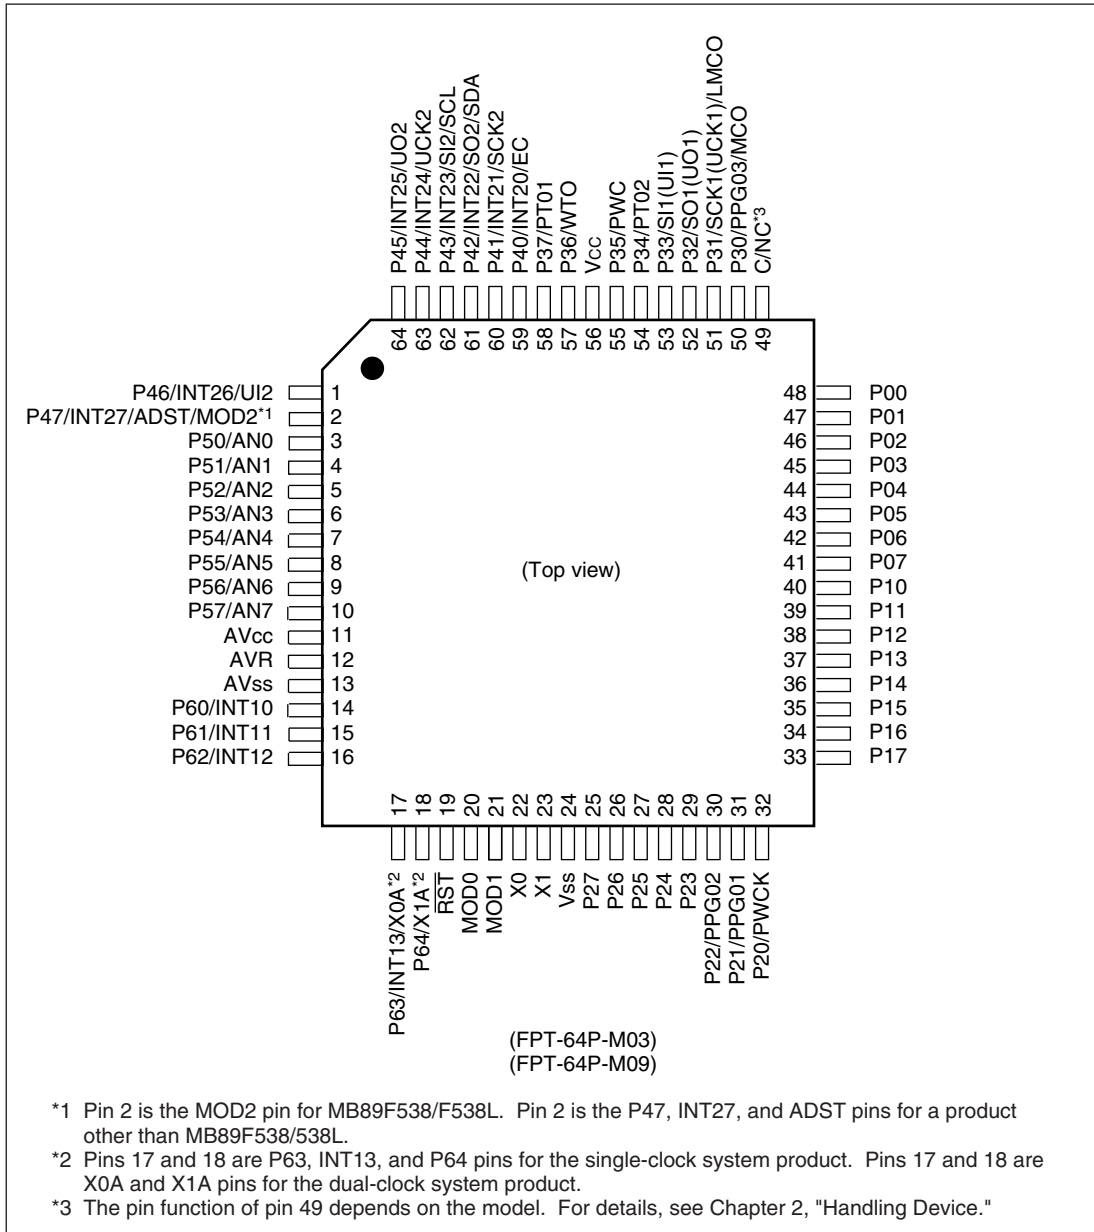 P45/INT25/UO2
P44/INT24/UCK2
P43/INT23/SI2/SCL
P42/INT22/SO2/SDA
P41/INT21/SCK2
P40/INT20/EC
P37/PT01
P36/WTO
Vcc
P35/PWC
P34/PT02
P33/SI1(UI1)
P32/SO1(UO1)
P31/SCK1(UCK1)/LMCO
P30/PPG03/MCO
C/NC*3
64 63 62 61 60 59 58 57 56 55 54 53 52 51 50 49
P46/INT26/UI2 1
P47/INT27/ADST/MOD2*1 2
P50/AN0 3
P51/AN1 4
P52/AN2 5
P53/AN3 6
P54/AN4 7
P55/AN5 8
P56/AN6 9
P57/AN7 10
AVcc 11
AVR 12
AVss 13
P60/INT10 14
P61/INT11 15
P62/INT12 16
(Top view)
48 P00
47 P01
46 P02
45 P03
44 P04
43 P05
42 P06
41 P07
40 P10
39 P11
38 P12
37 P13
36 P14
35 P15
34 P16
33 P17
17 18 19 20 21 22 23 24 25 26 27 28 29 30 31 32
P63/INT13/X0A*2
P64/X1A*2
RST
MOD0
MOD1
X0
X1
Vss
P27
P26
P25
P24
P23
P22/PPG02
P21/PPG01
P20/PWCK
(FPT-64P-M03)
(FPT-64P-M09)
*1 Pin 2 is the MOD2 pin for MB89F538/F538L. Pin 2 is the P47, INT27, and ADST pins for a product
other than MB89F538/538L.
*2 Pins 17 and 18 are P63, INT13, and P64 pins for the single-clock system product. Pins 17 and 18 are
X0A and X1A pins for the dual-clock system product.
*3 The pin function of pin 49 depends on the model. For details, see Chapter 2, "Handling Device."